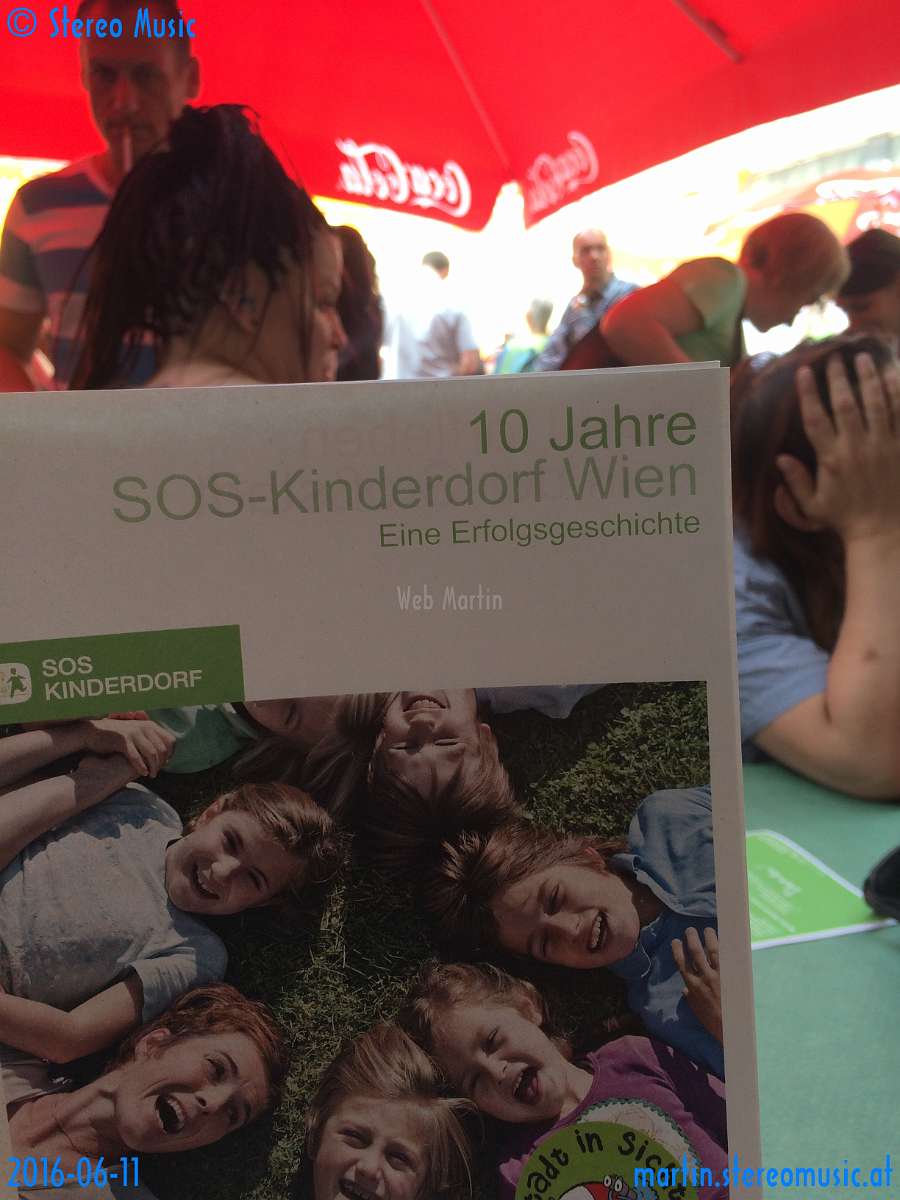 © Stereo Music
Coca-Cola
Coca-Cola
10 Jahre
SOS-Kinderdorf Wien
Eine Erfolgsgeschichte
Web Martin
SOS
KINDERDORF
2016-06-11
martin.stereomusic.at